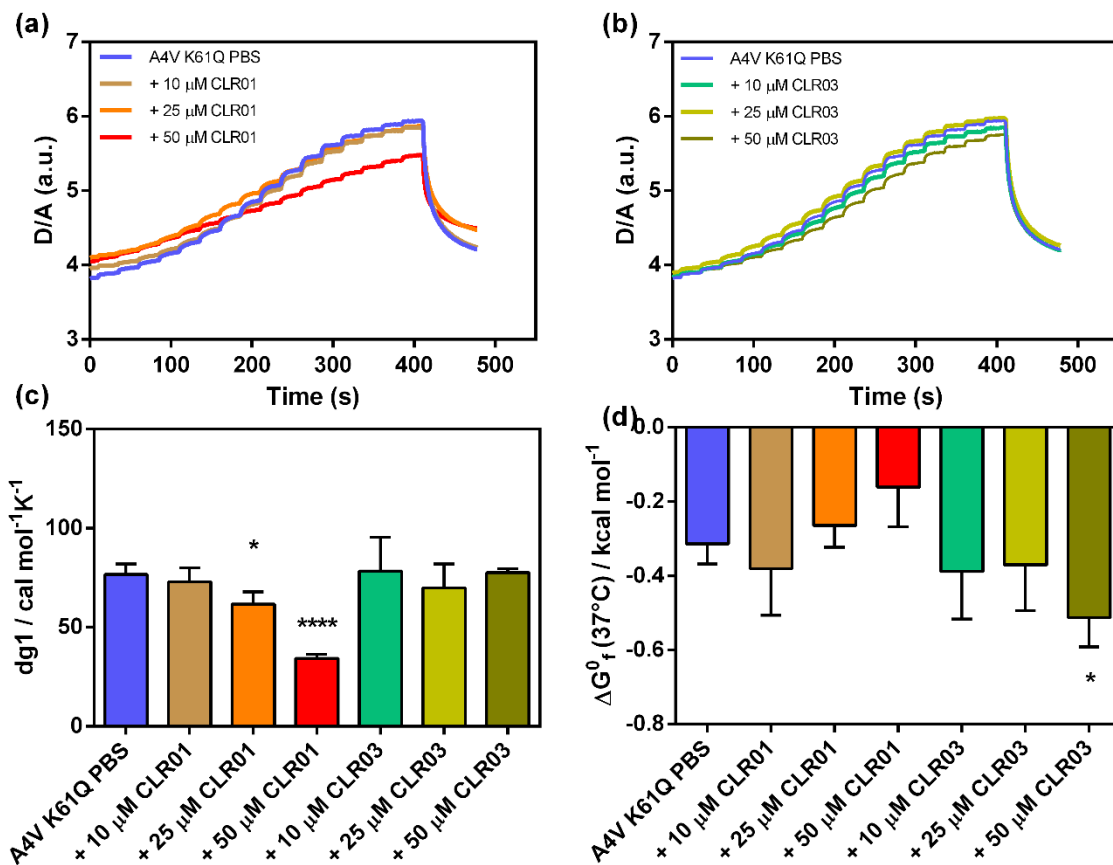 (a)
7
6
5
4
3
D/A (a.u.)
A4V K61Q PBS
+ 10 μM CLR01
+ 25 μM CLR01
+ 50 μM CLR01
0 100 200 300 400 500
Time (s)
(b)
7
6
5
4
3
D/A (a.u.)
A4V K61Q PBS
+ 10 μM CLR03
+ 25 μM CLR03
+ 50 μM CLR03
0 100 200 300 400 500
Time (s)
(c)
150
100
50
0
dg1 / cal mol⁻¹K⁻¹
*
****
A4V K61Q PBS
+ 10 μM CLR01
+ 25 μM CLR01
+ 50 μM CLR01
+ 10 μM CLR03
+ 25 μM CLR03
+ 50 μM CLR03
(d)
-0.0
-0.2
-0.4
-0.6
-0.8
ΔG⁰f (37°C) / kcal mol⁻¹
*
A4V K61Q PBS
+ 10 μM CLR01
+ 25 μM CLR01
+ 50 μM CLR01
+ 10 μM CLR03
+ 25 μM CLR03
+ 50 μM CLR03